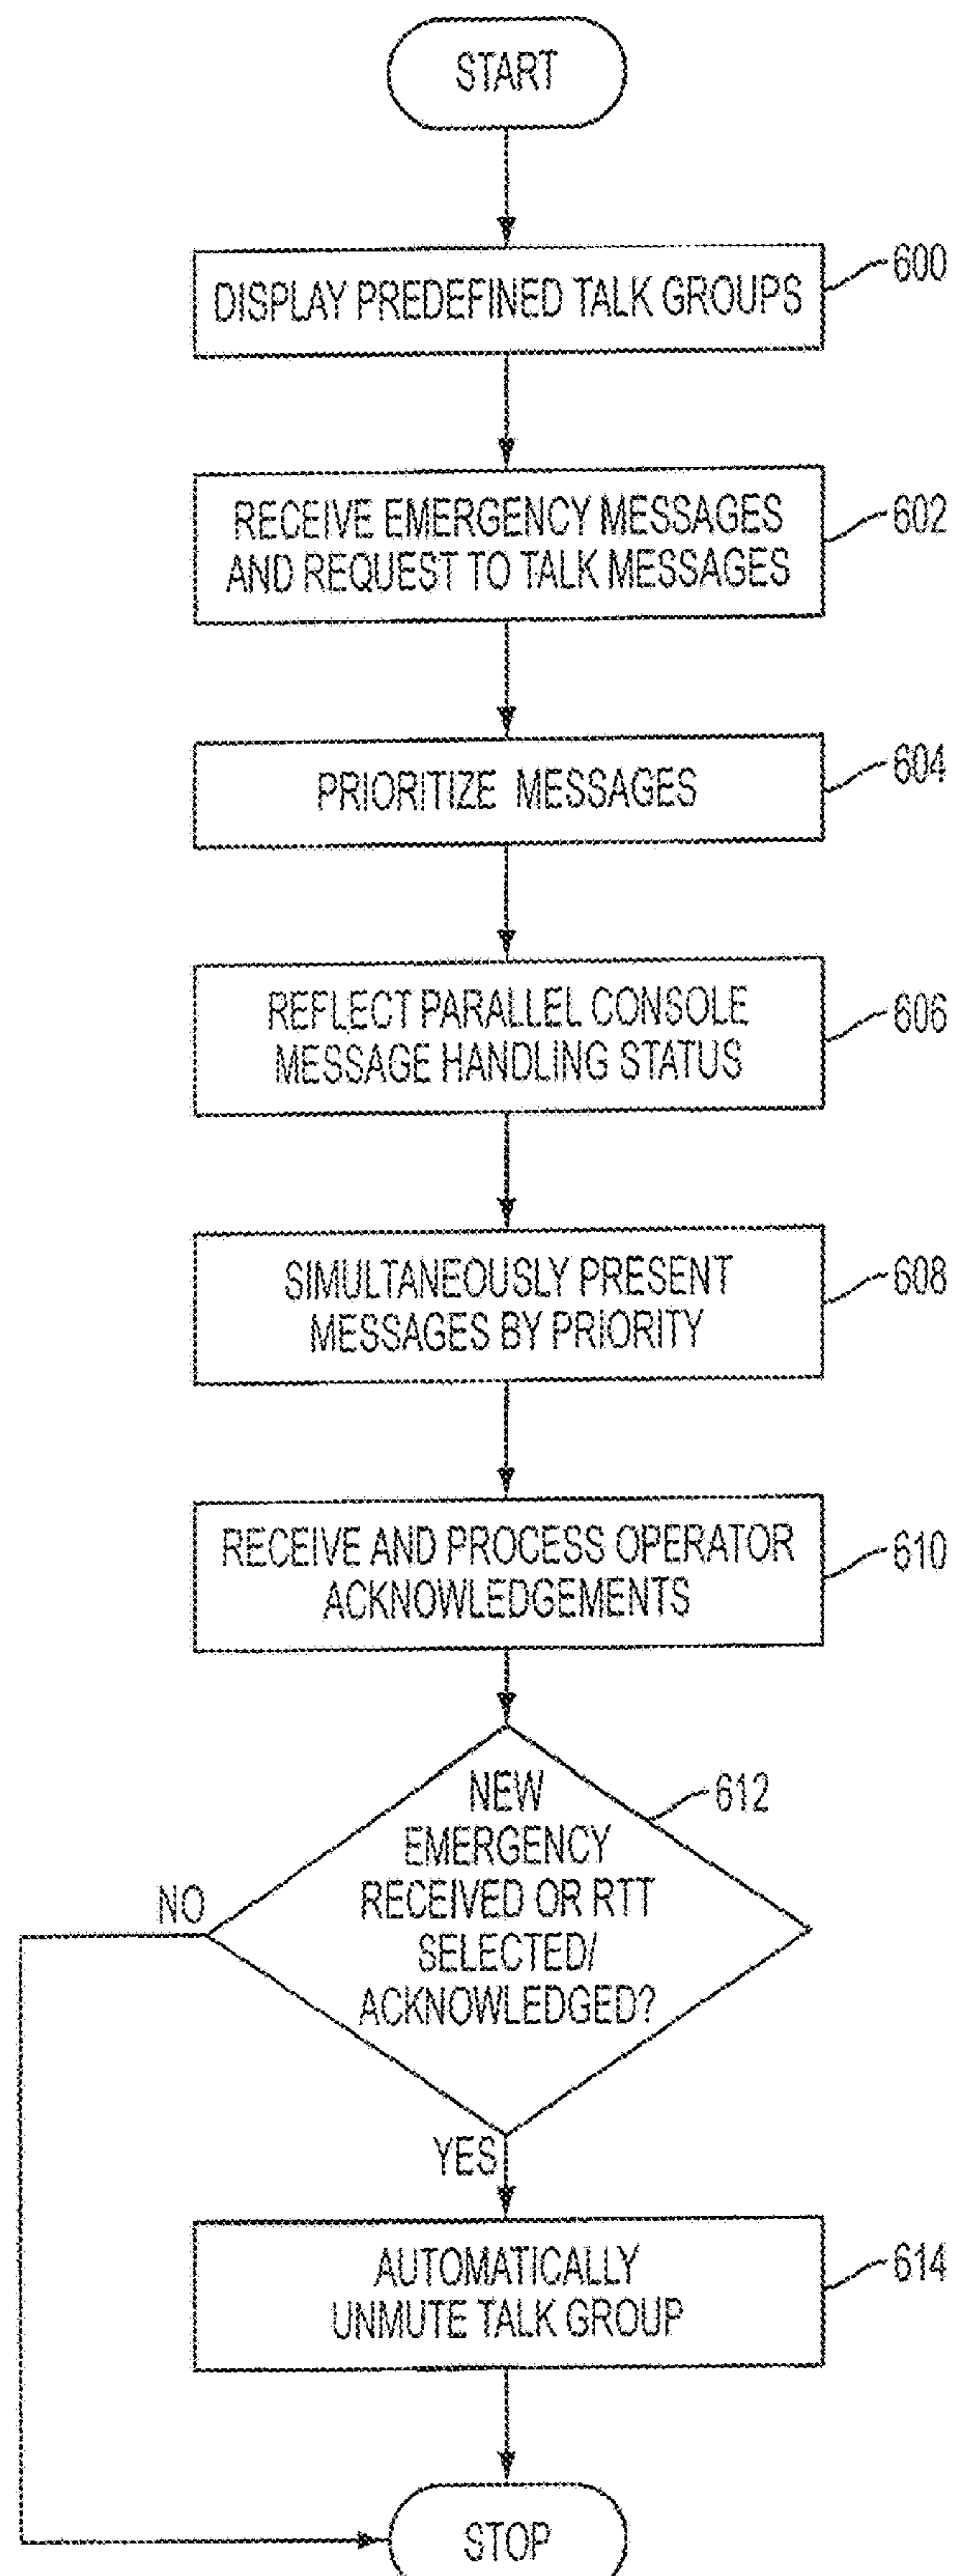 START
600
DISPLAY PREDEFINED TALK GROUPS
602
RECEIVE EMERGENCY MESSAGES
AND REQUEST TO TALK MESSAGES
604
PRIORITIZE MESSAGES
606
REFLECT PARALLEL CONSOLE
MESSAGE HANDLING STATUS
608
SIMULTANEOUSLY PRESENT
MESSAGES BY PRIORITY
610
RECEIVE AND PROCESS OPERATOR
ACKNOWLEDGEMENTS
612
NEW
EMERGENCY
RECEIVED OR RTT
SELECTED/
ACKNOWLEDGED?
NO
YES
614
AUTOMATICALLY
UNMUTE TALK GROUP
STOP